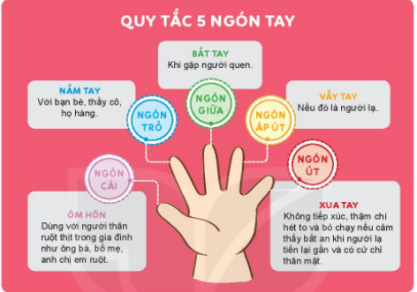 QUY TẮC 5 NGÓN TAY
BẮT TAY
Khi gặp người quen.
NẮM TAY
Với bạn bè, thầy cô,
họ hàng.
VẪY TAY
Nếu đó là người lạ.
NGÓN
TRỎ
NGÓN
GIỮA
NGÓN
ÁP ÚT
NGÓN
CÁI
NGÓN
ÚT
ÔM HÔN
Dùng với người thân
ruột thịt trong gia đình
như ông bà, bố mẹ,
anh chị em ruột.
XUA TAY
Không tiếp xúc, thậm chí
hét to và bỏ chạy nếu cảm
thấy bất an khi người lạ
tiến lại gần và có cử chỉ
thân mật.